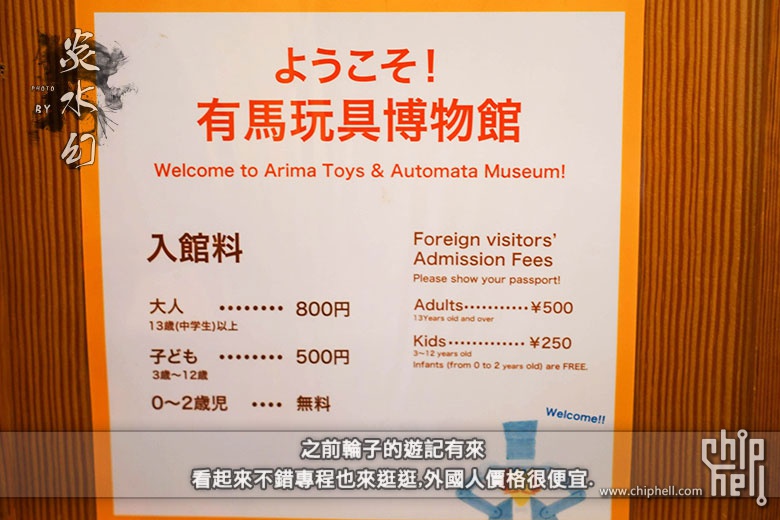 炎水幻
PHOTO
BY
ようこそ!
有馬玩具博物館
Welcome to Arima Toys & Automata Museum!
入館料
大人 ‥‥‥‥ 800円
13歳(中学生)以上
子ども ‥‥‥‥ 500円
3歳～12歳
0～2歳児 ‥‥ 無料
Foreign visitors'
Admission Fees
Please show your passport!
Adults‥‥‥‥‥ ¥500
13Years old and over
Kids‥‥‥‥‥‥ ¥250
3～12 years old
Infants (from 0 to 2 years old) are FREE.
Welcome!!
之前輪子的遊記有來
看起來不錯專程也來逛逛,外國人價格很便宜.
chip
hell
www.chiphell.com